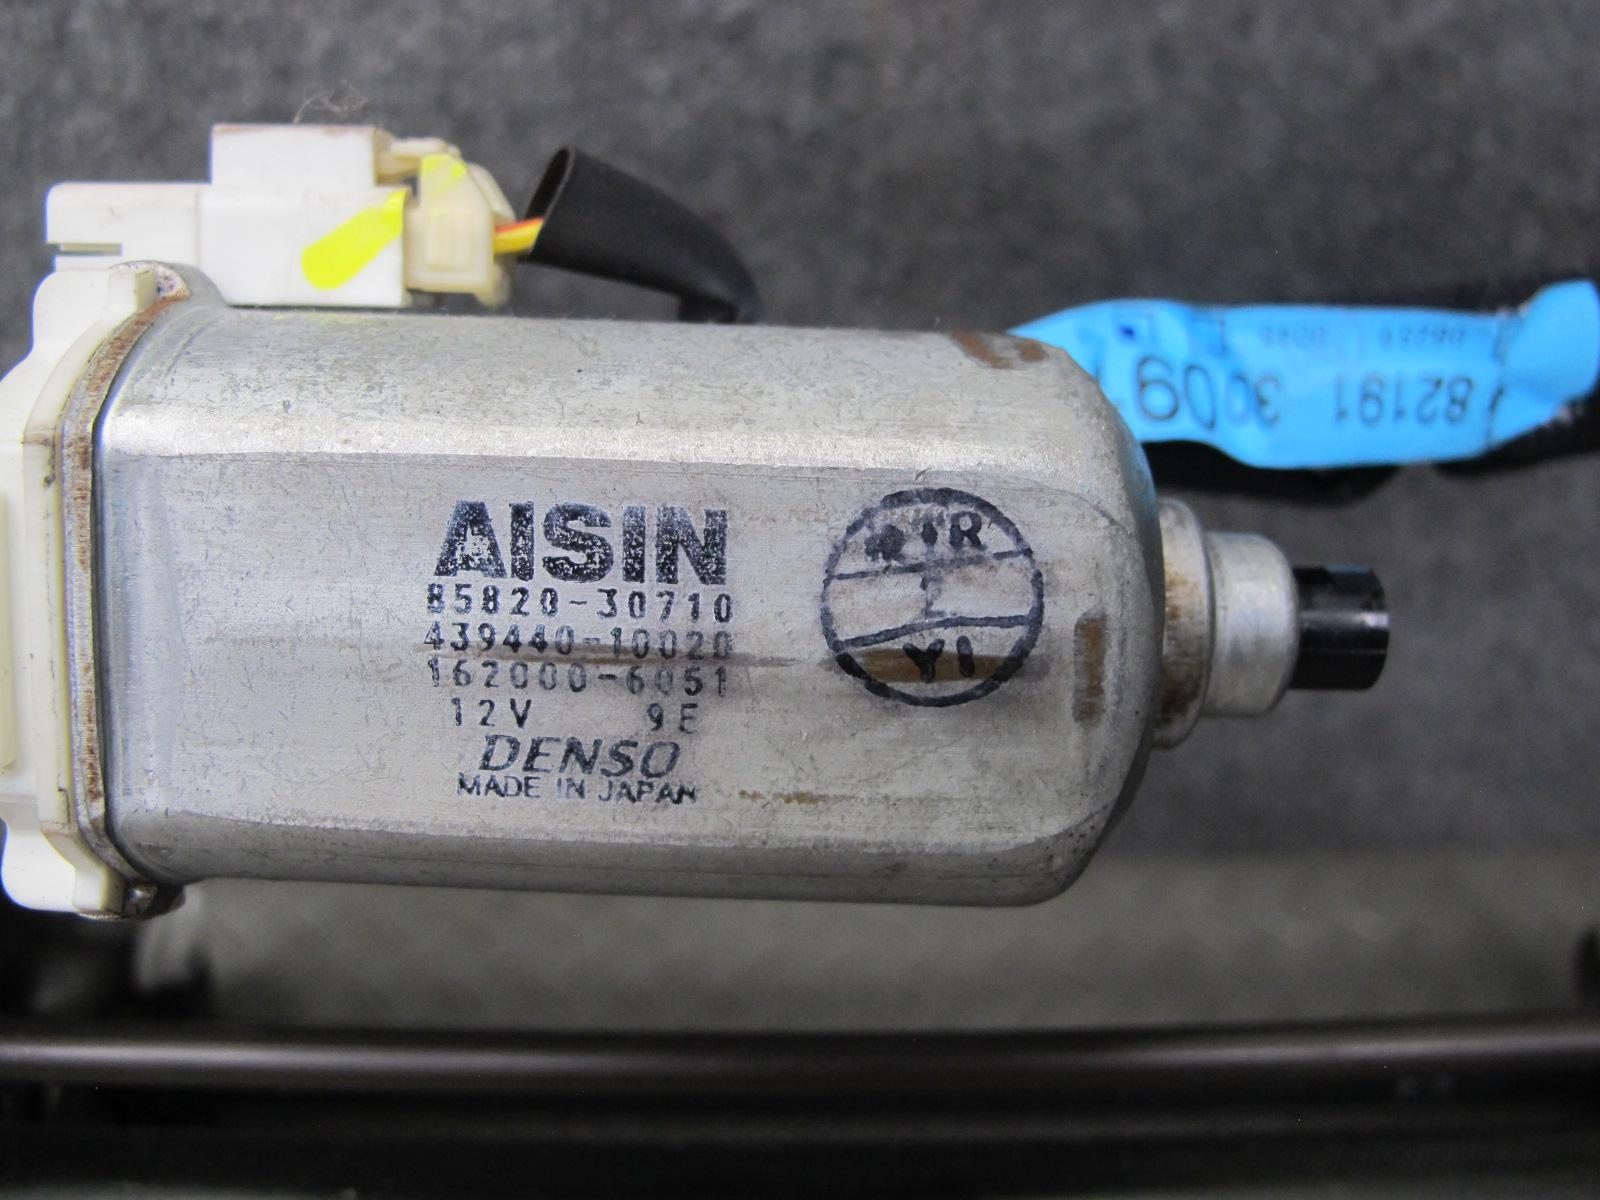 AISIN
85820-30710
439440-10020
162000-6051
12V 9E
DENSO
MADE IN JAPAN
YI
82191 3009